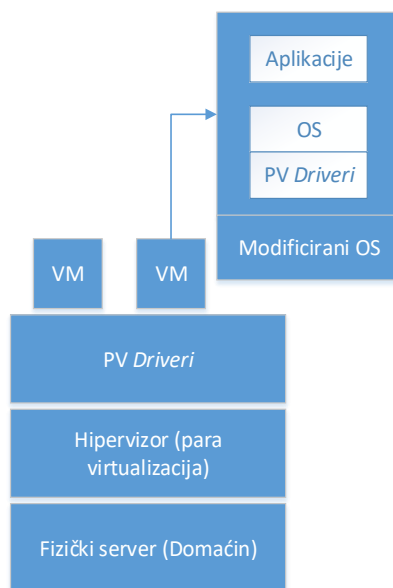 Aplikacije
OS
PV Driveri
Modificirani OS
VM
VM
PV Driveri
Hipervizor (para
virtualizacija)
Fizički server (Domaćin)